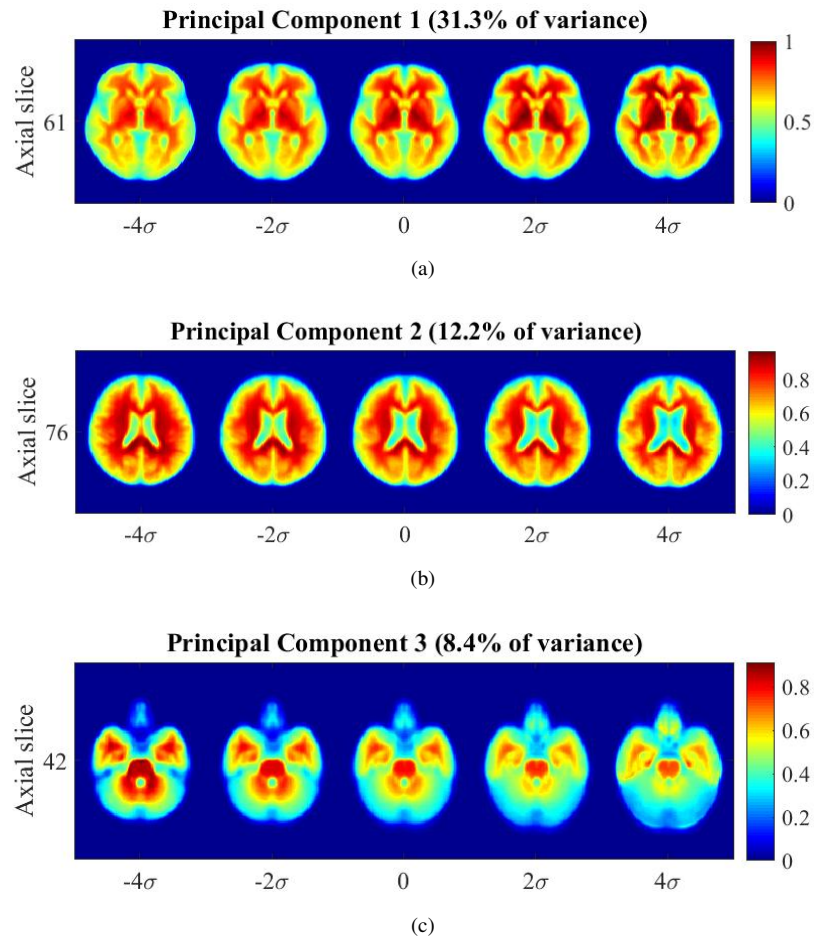 Principal Component 1 (31.3% of variance)
Axial slice
61
1
0.5
0
-4σ -2σ 0 2σ 4σ
(a)
Principal Component 2 (12.2% of variance)
Axial slice
76
0.8
0.6
0.4
0.2
0
-4σ -2σ 0 2σ 4σ
(b)
Principal Component 3 (8.4% of variance)
Axial slice
42
0.8
0.6
0.4
0.2
0
-4σ -2σ 0 2σ 4σ
(c)